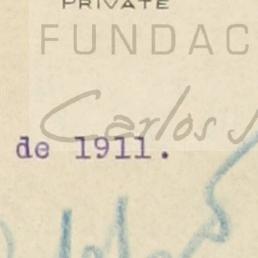 PRIVATE
FUNDAC
Carlos
de 1911.